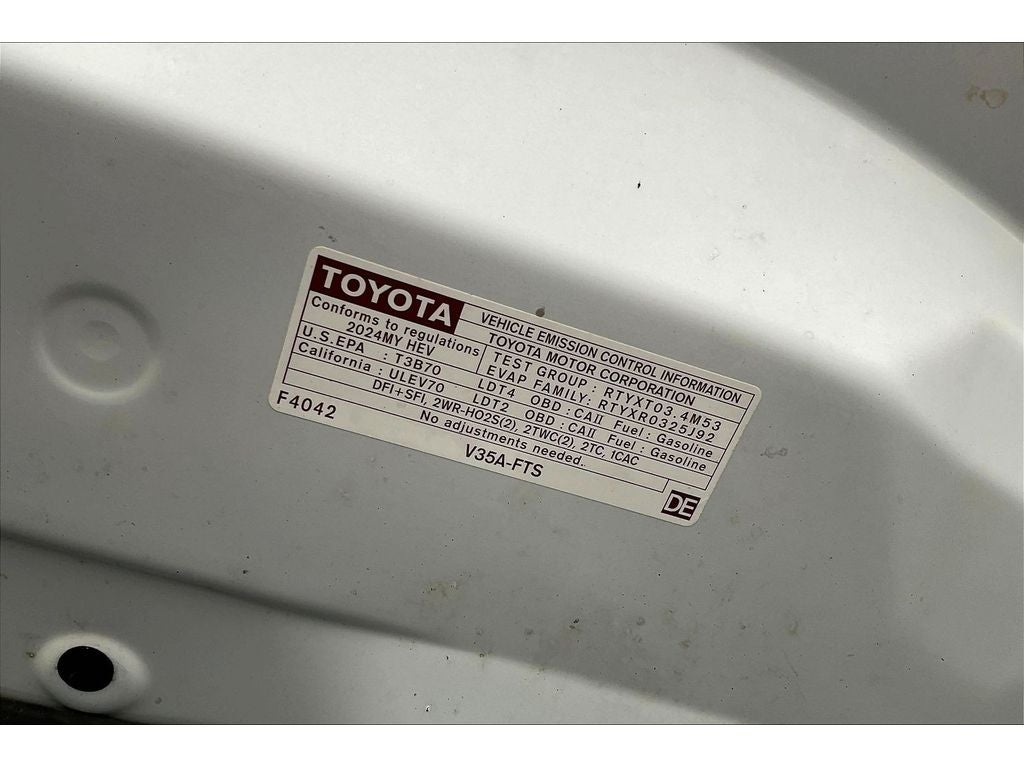 TOYOTA
VEHICLE EMISSION CONTROL INFORMATION
Conforms to regulations
2024MY HEV
TOYOTA MOTOR CORPORATION
TEST GROUP : RTYXT03.4M53
EVAP FAMILY: RTYXR0325J92
U.S.EPA : T3B70 LDT4 OBD : CAII Fuel : Gasoline
California : ULEV70 LDT2 OBD : CAII Fuel : Gasoline
DFI+SFI, 2WR-HO2S(2), 2TWC(2), 2TC, 1CAC
No adjustments needed.
F4042
V35A-FTS
DE